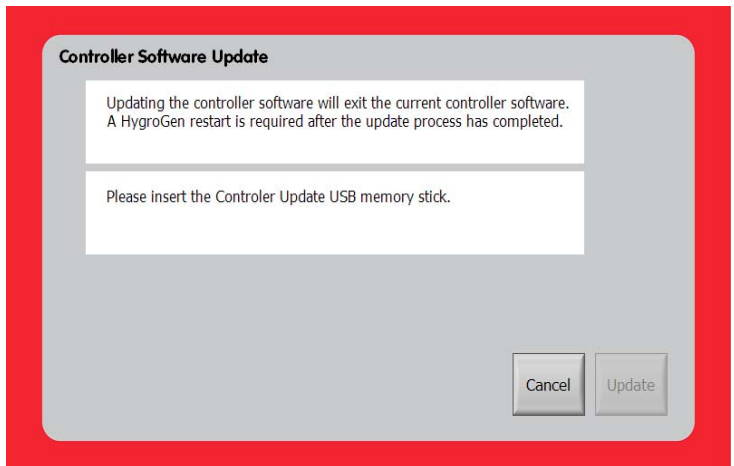 Controller Software Update
Updating the controller software will exit the current controller software.
A HygroGen restart is required after the update process has completed.
Please insert the Controler Update USB memory stick.
Cancel
Update